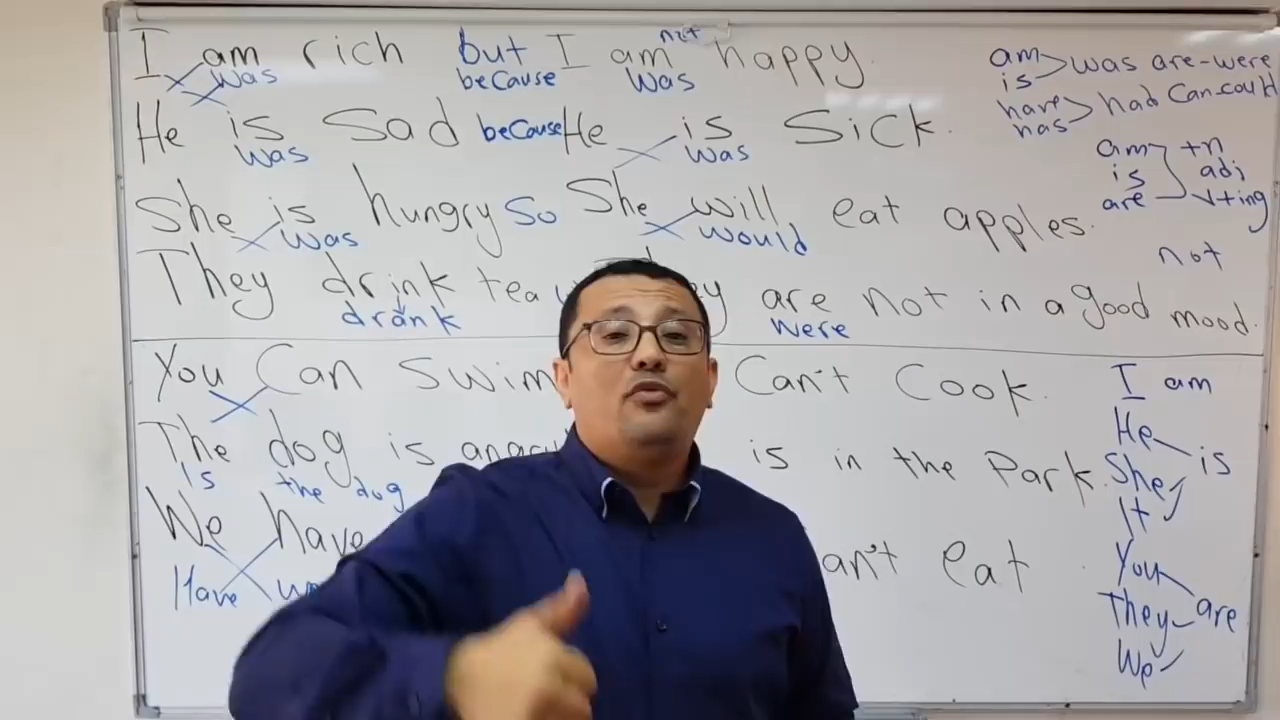 I am rich but I am not happy.
was because was
He is Sad because He is Sick.
was was
She is hungry So She will eat apples.
was would
They drink tea are not in a good mood.
drank were
You Can Swim Can't Cook.
The dog is is in the Park.
Is the dog
We have eat
Have
am is > was are-were
have has > had Can-could
am +n
is adj
are v+ing
not
I am
He
She is
It
You
They are
We